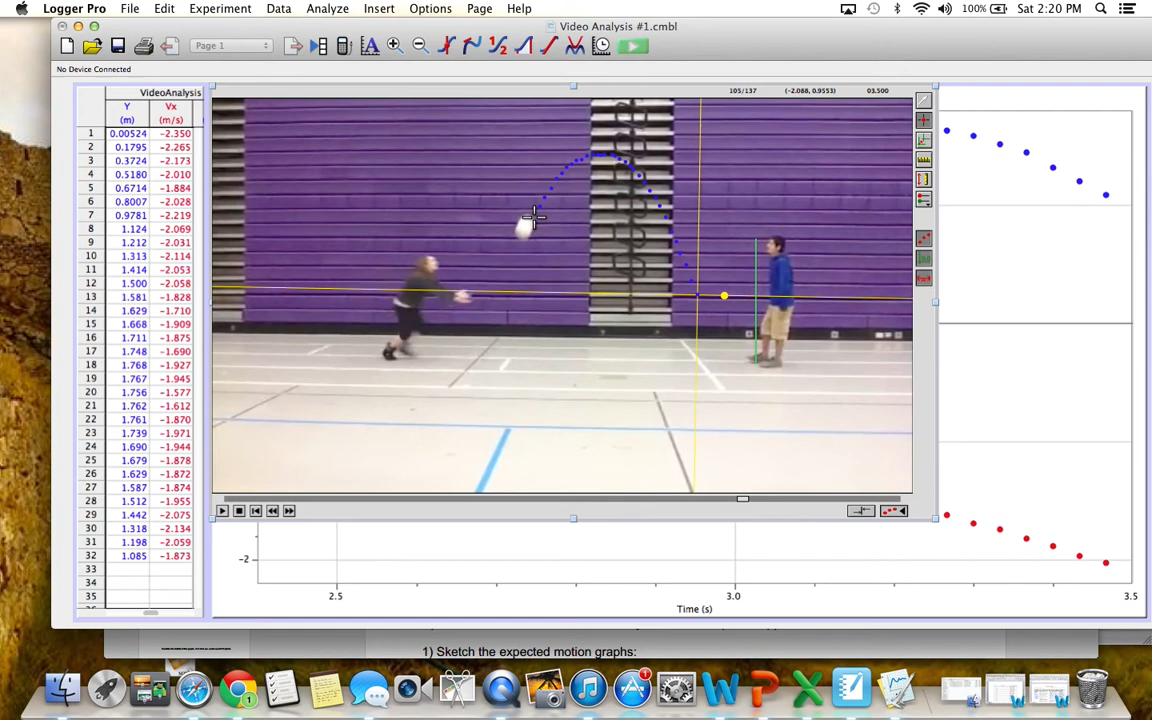 Logger Pro File Edit Experiment Data Analyze Insert Options Page Help 100% Sat 2:20 PM
Video Analysis #1.cmbl
Page 1
No Device Connected
VideoAnalysis
Y Vx
(m) (m/s)
1 0.00524 -2.350
2 0.1795 -2.265
3 0.3724 -2.173
4 0.5180 -2.010
5 0.6714 -1.884
6 0.8007 -2.028
7 0.9781 -2.219
8 1.124 -2.069
9 1.212 -2.031
10 1.313 -2.114
11 1.414 -2.053
12 1.500 -2.058
13 1.581 -1.828
14 1.629 -1.710
15 1.668 -1.909
16 1.711 -1.875
17 1.748 -1.690
18 1.768 -1.927
19 1.767 -1.945
20 1.756 -1.577
21 1.762 -1.612
22 1.761 -1.870
23 1.739 -1.971
24 1.690 -1.944
25 1.679 -1.878
26 1.629 -1.872
27 1.587 -1.874
28 1.512 -1.955
29 1.442 -2.075
30 1.318 -2.134
31 1.198 -2.059
32 1.085 -1.873
33
34
35
105/137 (-2.088, 0.9553) 03.500
-2
2.5 3.0 3.5
Time (s)
1) Sketch the expected motion graphs: